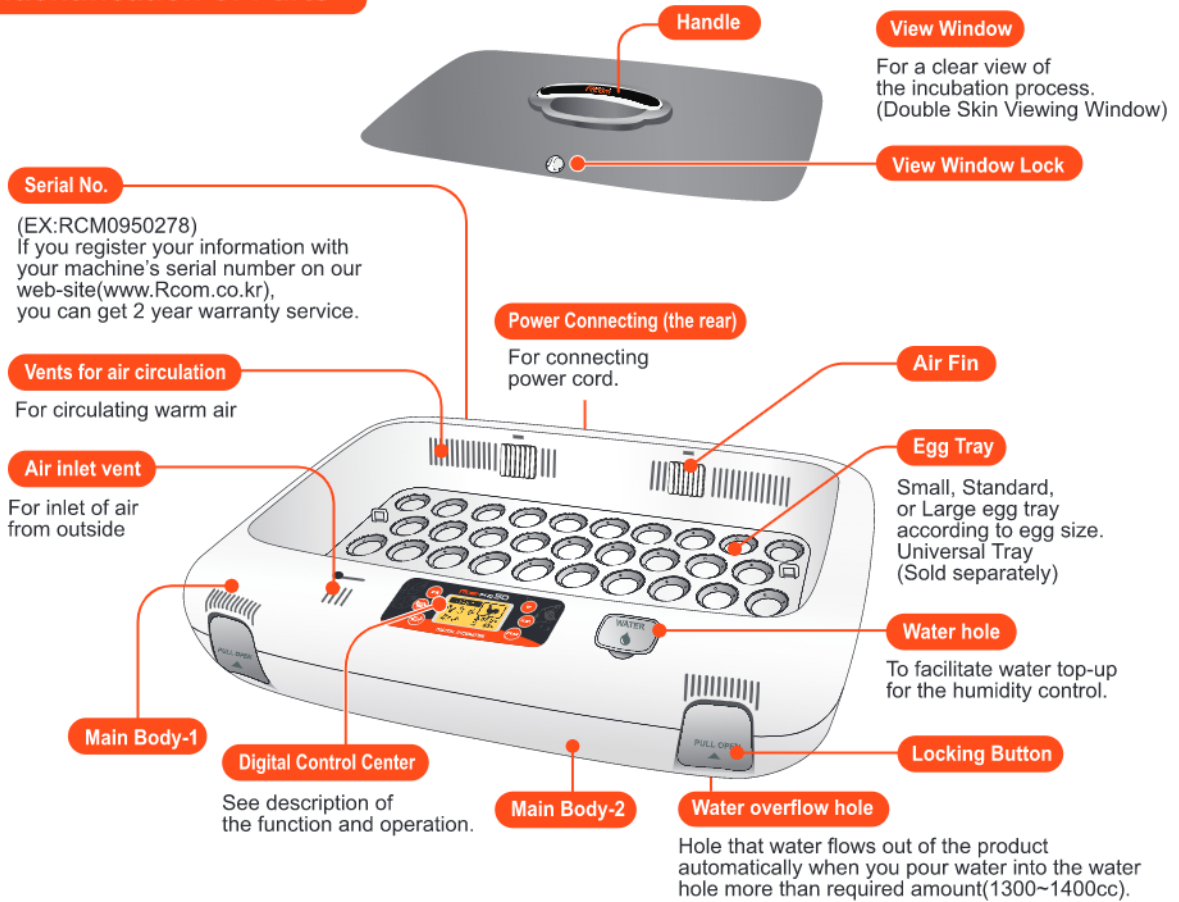 Handle
View Window
For a clear view of
the incubation process.
(Double Skin Viewing Window)
View Window Lock
Serial No.
(EX:RCM0950278)
If you register your information with
your machine's serial number on our
web-site(www.Rcom.co.kr),
you can get 2 year warranty service.
Power Connecting (the rear)
For connecting
power cord.
Vents for air circulation
For circulating warm air
Air Fin
Air inlet vent
For inlet of air
from outside
Egg Tray
Small, Standard,
or Large egg tray
according to egg size.
Universal Tray
(Sold separately)
WATER
Water hole
To facilitate water top-up
for the humidity control.
PULL OPEN
PULL OPEN
Main Body-1
Digital Control Center
See description of
the function and operation.
Main Body-2
Locking Button
Water overflow hole
Hole that water flows out of the product
automatically when you pour water into the water
hole more than required amount(1300~1400cc).